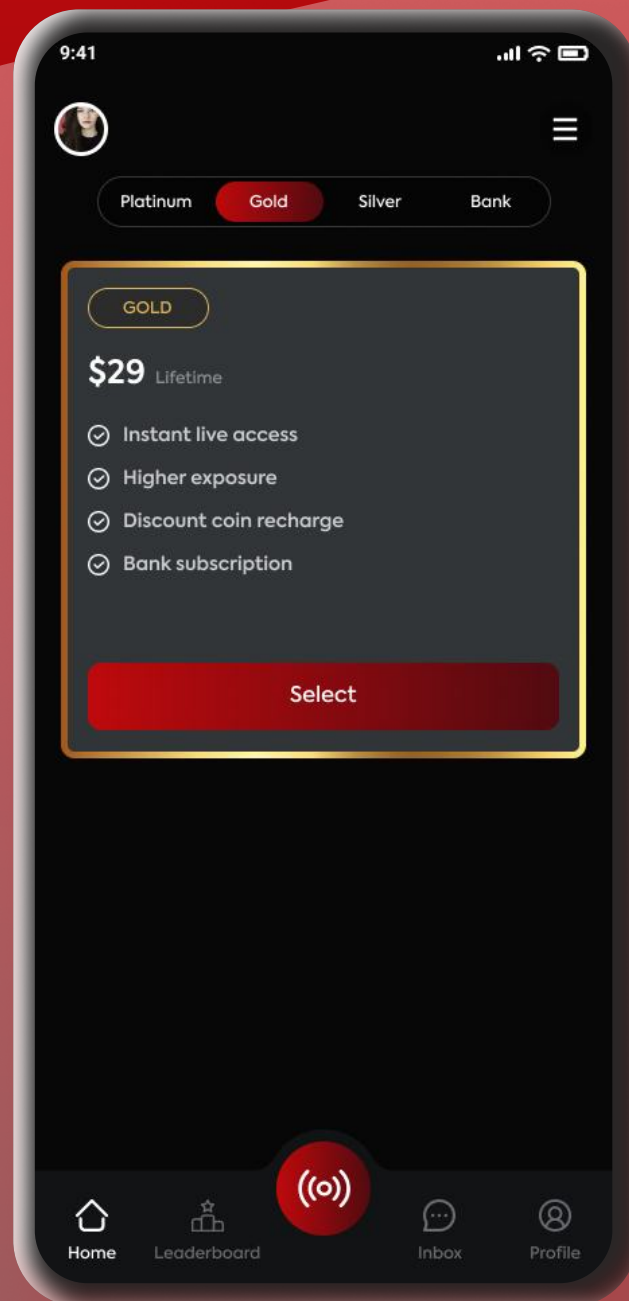 9:41
Platinum Gold Silver Bank
GOLD
$29 Lifetime
Instant live access
Higher exposure
Discount coin recharge
Bank subscription
Select
Home Leaderboard Inbox Profile